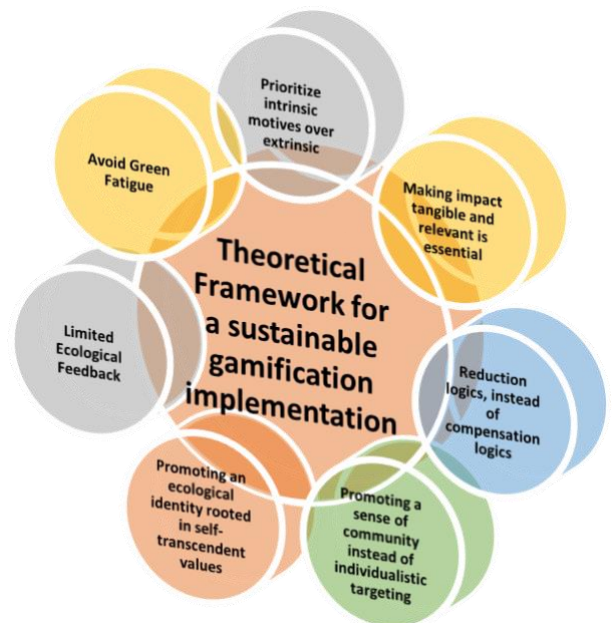 Prioritize
intrinsic
motives over
extrinsic
Making impact
tangible and
relevant is
essential
Reduction
logics, instead
of
compensation
logics
Promoting a
sense of
community
instead of
individualistic
targeting
Promoting an
ecological
identity rooted
in self-
transcendent
values
Limited
Ecological
Feedback
Avoid Green
Fatigue
Theoretical
Framework for
a sustainable
gamification
implementation